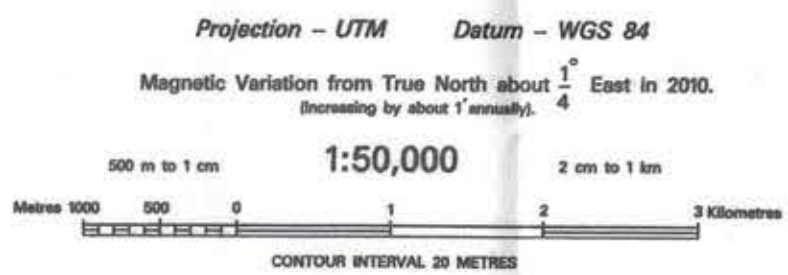 Projection – UTM Datum – WGS 84
Magnetic Variation from True North about 1/4° East in 2010.
(Increasing by about 1' annually).
500 m to 1 cm 1:50,000 2 cm to 1 km
Metres 1000 500 0 1 2 3 Kilometres
CONTOUR INTERVAL 20 METRES